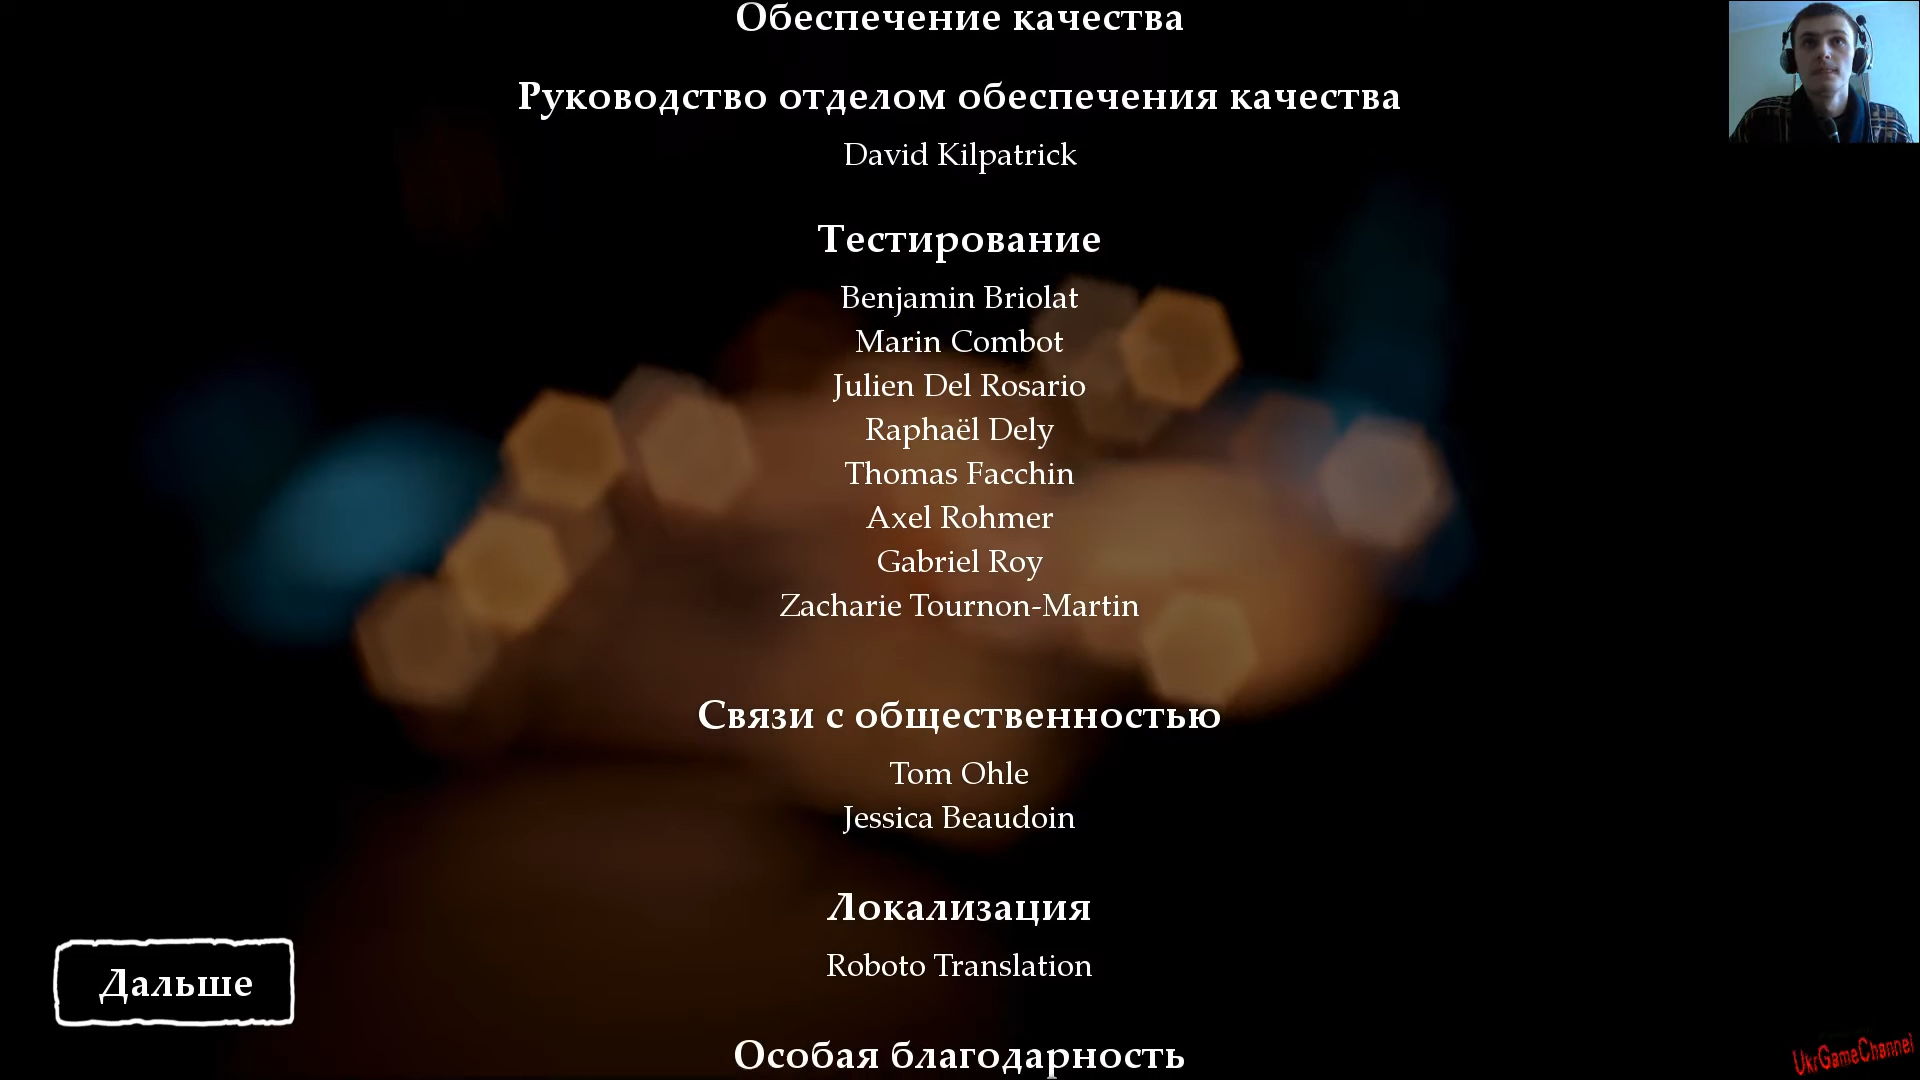 Обеспечение качества
Руководство отделом обеспечения качества
David Kilpatrick
Тестирование
Benjamin Briolat
Marin Combot
Julien Del Rosario
Raphaël Dely
Thomas Facchin
Axel Rohmer
Gabriel Roy
Zacharie Tournon-Martin
Связи с общественностью
Tom Ohle
Jessica Beaudoin
Локализация
Roboto Translation
Дальше
Особая благодарность
UkrGameChannel